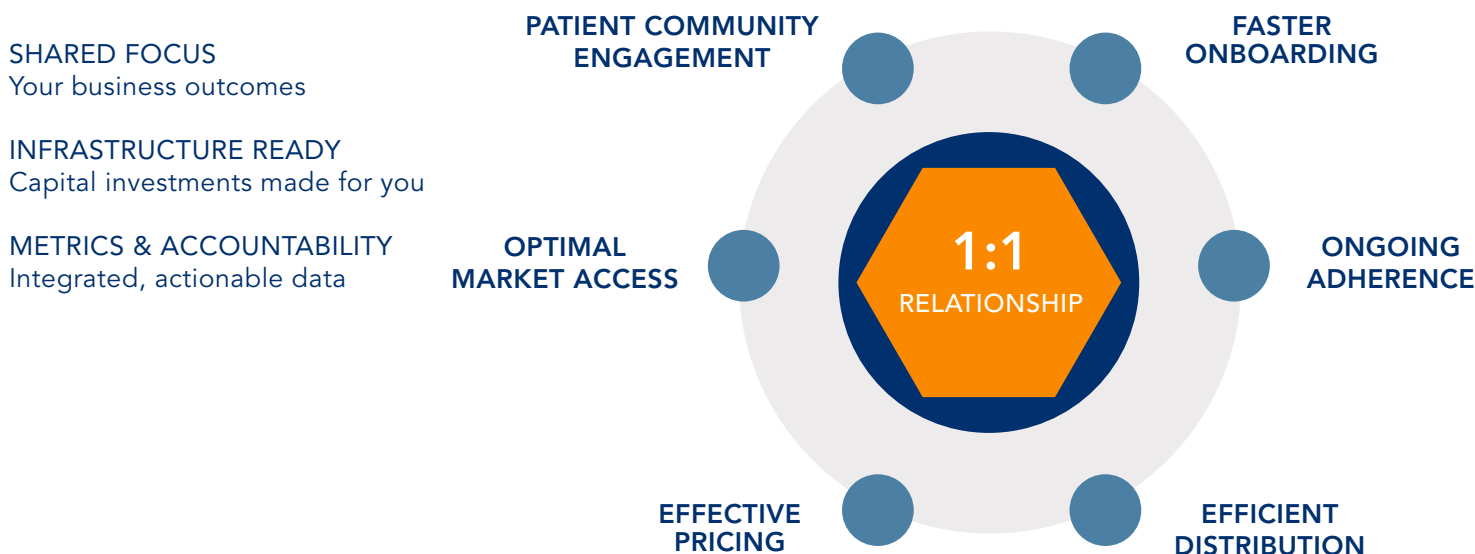 SHARED FOCUS
Your business outcomes
INFRASTRUCTURE READY
Capital investments made for you
METRICS & ACCOUNTABILITY
Integrated, actionable data
PATIENT COMMUNITY
ENGAGEMENT
FASTER
ONBOARDING
OPTIMAL
MARKET ACCESS
1:1
RELATIONSHIP
ONGOING
ADHERENCE
EFFECTIVE
PRICING
EFFICIENT
DISTRIBUTION